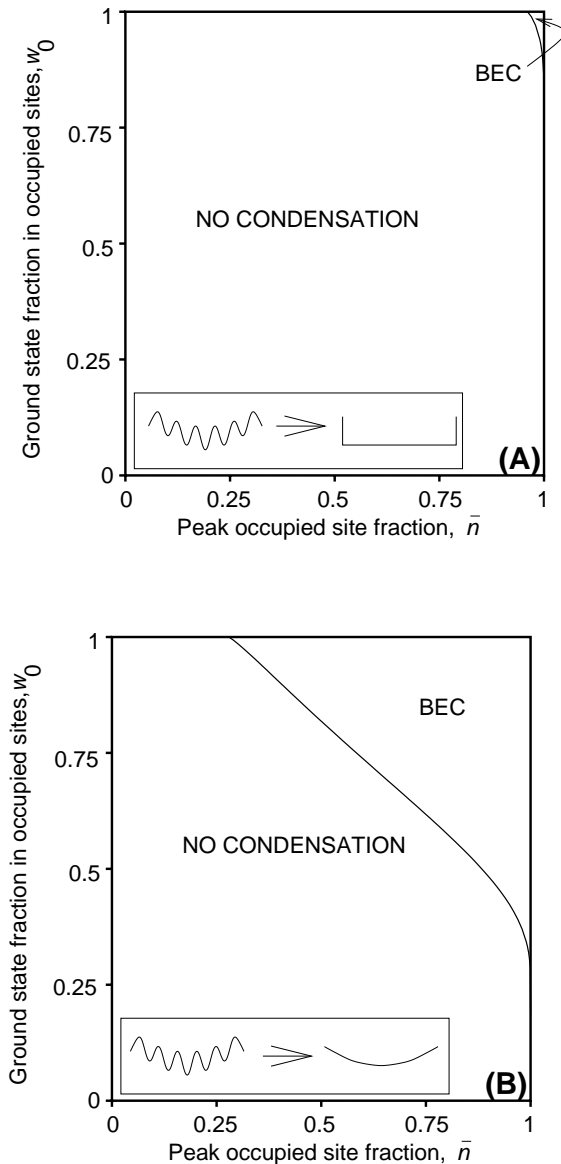 1
BEC
0.75
NO CONDENSATION
0.5
0.25
(A)
0
0 0.25 0.5 0.75 1
Ground state fraction in occupied sites, w0
Peak occupied site fraction, n̄
1
BEC
0.75
NO CONDENSATION
0.5
0.25
(B)
0
0 0.25 0.5 0.75 1
Ground state fraction in occupied sites, w0
Peak occupied site fraction, n̄